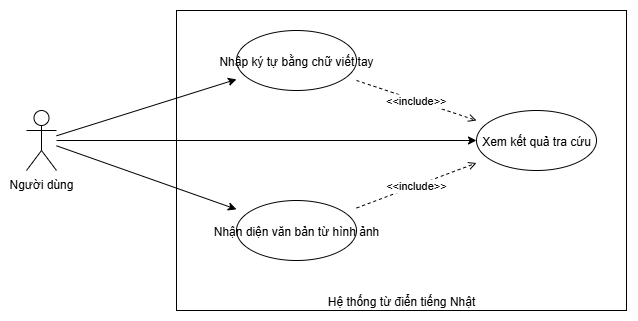 Nhập ký tự bằng chữ viết tay
<<include>>
Xem kết quả tra cứu
Người dùng
<<include>>
Nhận diện văn bản từ hình ảnh
Hệ thống từ điển tiếng Nhật